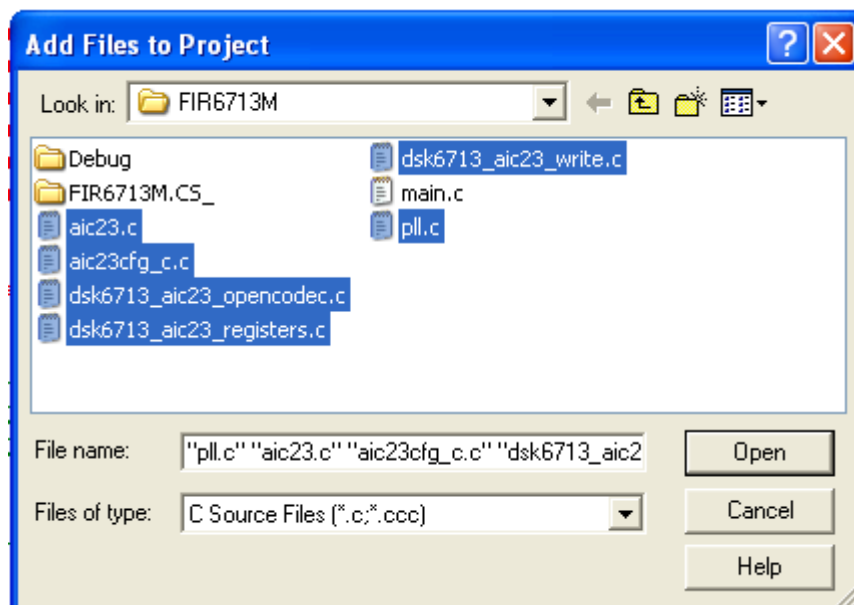 Add Files to Project
Look in: FIR6713M
Debug
FIR6713M.CS_
aic23.c
aic23cfg_c.c
dsk6713_aic23_opencodec.c
dsk6713_aic23_registers.c
dsk6713_aic23_write.c
main.c
pll.c
File name: "pll.c" "aic23.c" "aic23cfg_c.c" "dsk6713_aic2
Open
Files of type: C Source Files (*.c;*.ccc)
Cancel
Help